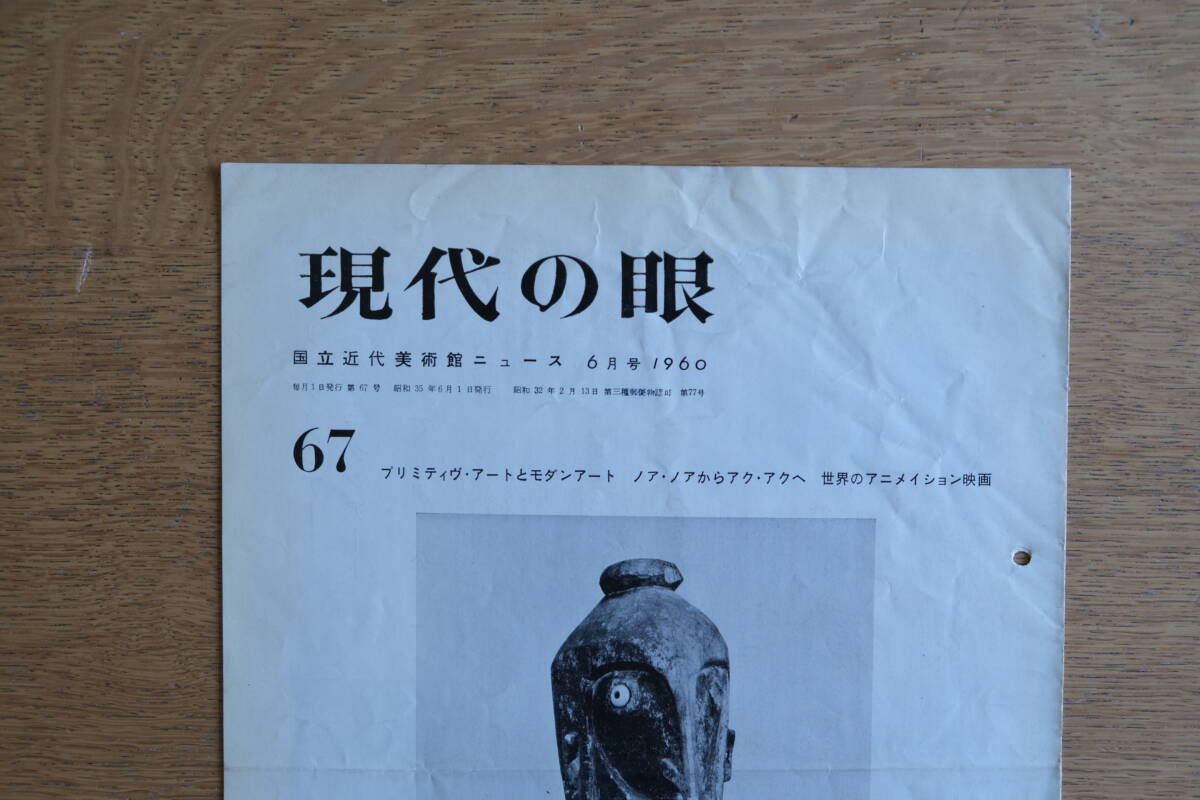 現代の眼
国立近代美術館ニュース 6月号 1960
毎月1日発行 第67号 昭和35年6月1日発行 昭和32年2月13日 第三種郵便物認可 第77号
67
プリミティヴ・アートとモダンアート ノア・ノアからアク・アクへ 世界のアニメイション映画